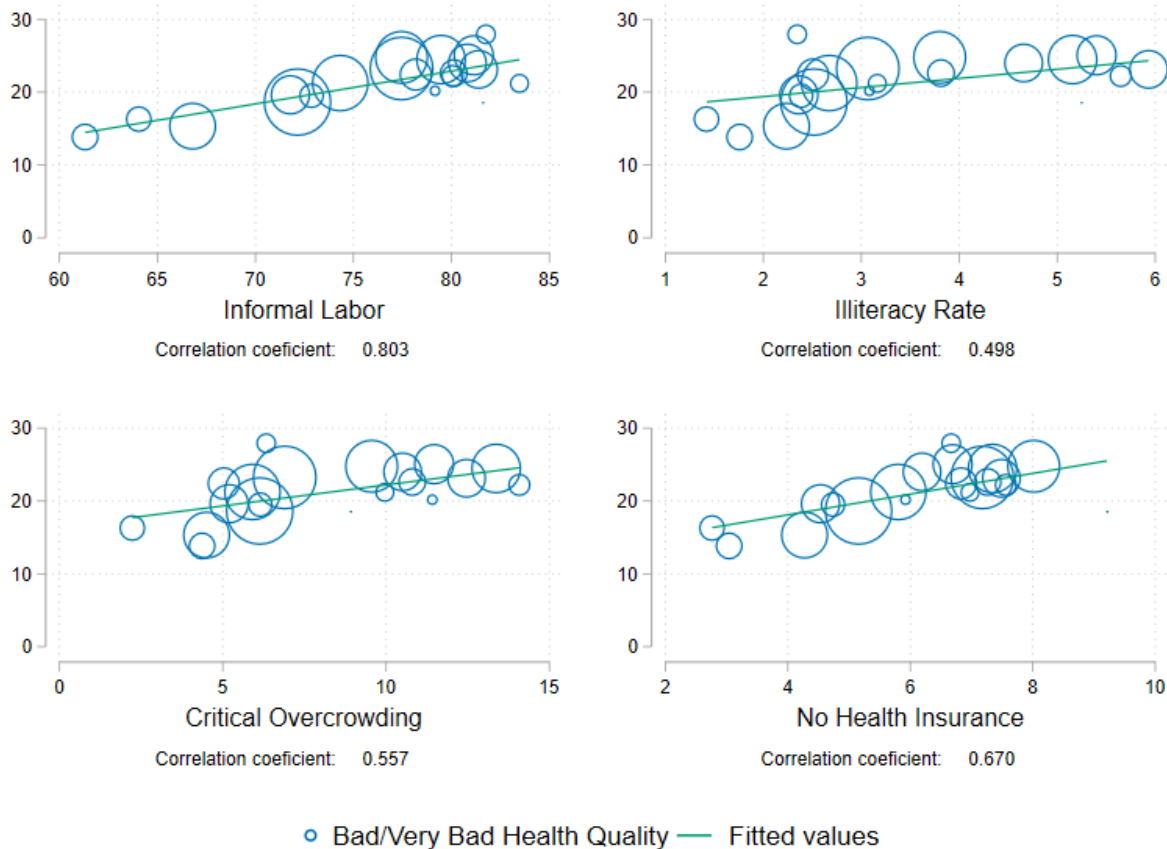 30
20
10
0
60 65 70 75 80 85
Informal Labor
Correlation coeficient: 0.803
30
20
10
0
1 2 3 4 5 6
Illiteracy Rate
Correlation coeficient: 0.498
30
20
10
0
0 5 10 15
Critical Overcrowding
Correlation coeficient: 0.557
30
20
10
0
2 4 6 8 10
No Health Insurance
Correlation coeficient: 0.670
Bad/Very Bad Health Quality Fitted values